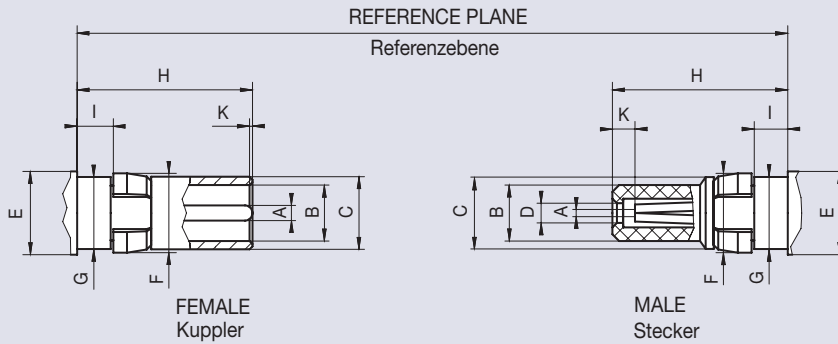 REFERENCE PLANE
Referenzebene
H
H
I
K
K
I
E
G
F
A
B
C
C
B
D
A
F
G
E
FEMALE
Kuppler
MALE
Stecker